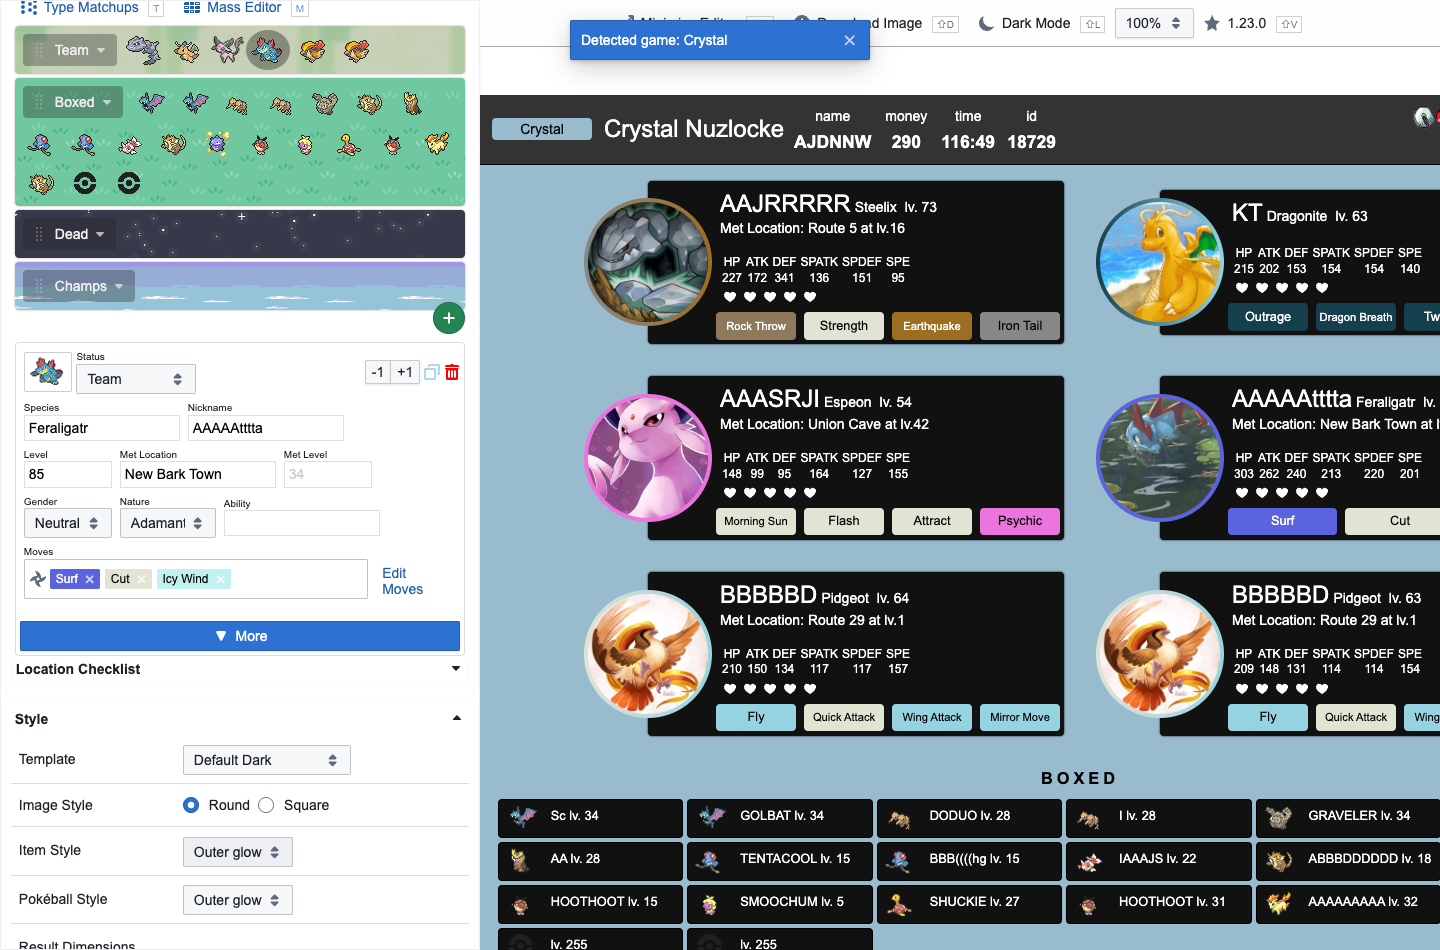 Type Matchups T Mass Editor M
Team
Boxed
Dead
Champs
+
Status
Team
-1 +1
Species Nickname
Feraligatr AAAAAtttta
Level Met Location Met Level
85 New Bark Town 34
Gender Nature Ability
Neutral Adamant
Moves
Surf Cut Icy Wind
Edit Moves
▼ More
Location Checklist
Style
Template Default Dark
Image Style Round Square
Item Style Outer glow
Pokéball Style Outer glow
Result Dimensions
Detected game: Crystal
Image ⇧D Dark Mode ⇧L 100% 1.23.0 ⇧V
Crystal Crystal Nuzlocke
name money time id
AJDNNW 290 116:49 18729
AAJRRRRR Steelix lv. 73
Met Location: Route 5 at lv.16
HP ATK DEF SPATK SPDEF SPE
227 172 341 136 151 95
Rock Throw Strength Earthquake Iron Tail
KT Dragonite lv. 63
HP ATK DEF SPATK SPDEF SPE
215 202 153 154 154 140
Outrage Dragon Breath Tw
AAASRJI Espeon lv. 54
Met Location: Union Cave at lv.42
HP ATK DEF SPATK SPDEF SPE
148 99 95 164 127 155
Morning Sun Flash Attract Psychic
AAAAAtttta Feraligatr lv.
Met Location: New Bark Town at l
HP ATK DEF SPATK SPDEF SPE
303 262 240 213 220 201
Surf Cut
BBBBBD Pidgeot lv. 64
Met Location: Route 29 at lv.1
HP ATK DEF SPATK SPDEF SPE
210 150 134 117 117 157
Fly Quick Attack Wing Attack Mirror Move
BBBBBD Pidgeot lv. 63
Met Location: Route 29 at lv.1
HP ATK DEF SPATK SPDEF SPE
209 148 131 114 114 154
Fly Quick Attack Wing
BOXED
Sc lv. 34 GOLBAT lv. 34 DODUO lv. 28 I lv. 28 GRAVELER lv. 34
AA lv. 28 TENTACOOL lv. 15 BBB((((hg lv. 15 IAAAJS lv. 22 ABBBDDDDDD lv. 18
HOOTHOOT lv. 15 SMOOCHUM lv. 5 SHUCKIE lv. 27 HOOTHOOT lv. 31 AAAAAAAAA lv. 32
lv. 255 lv. 255